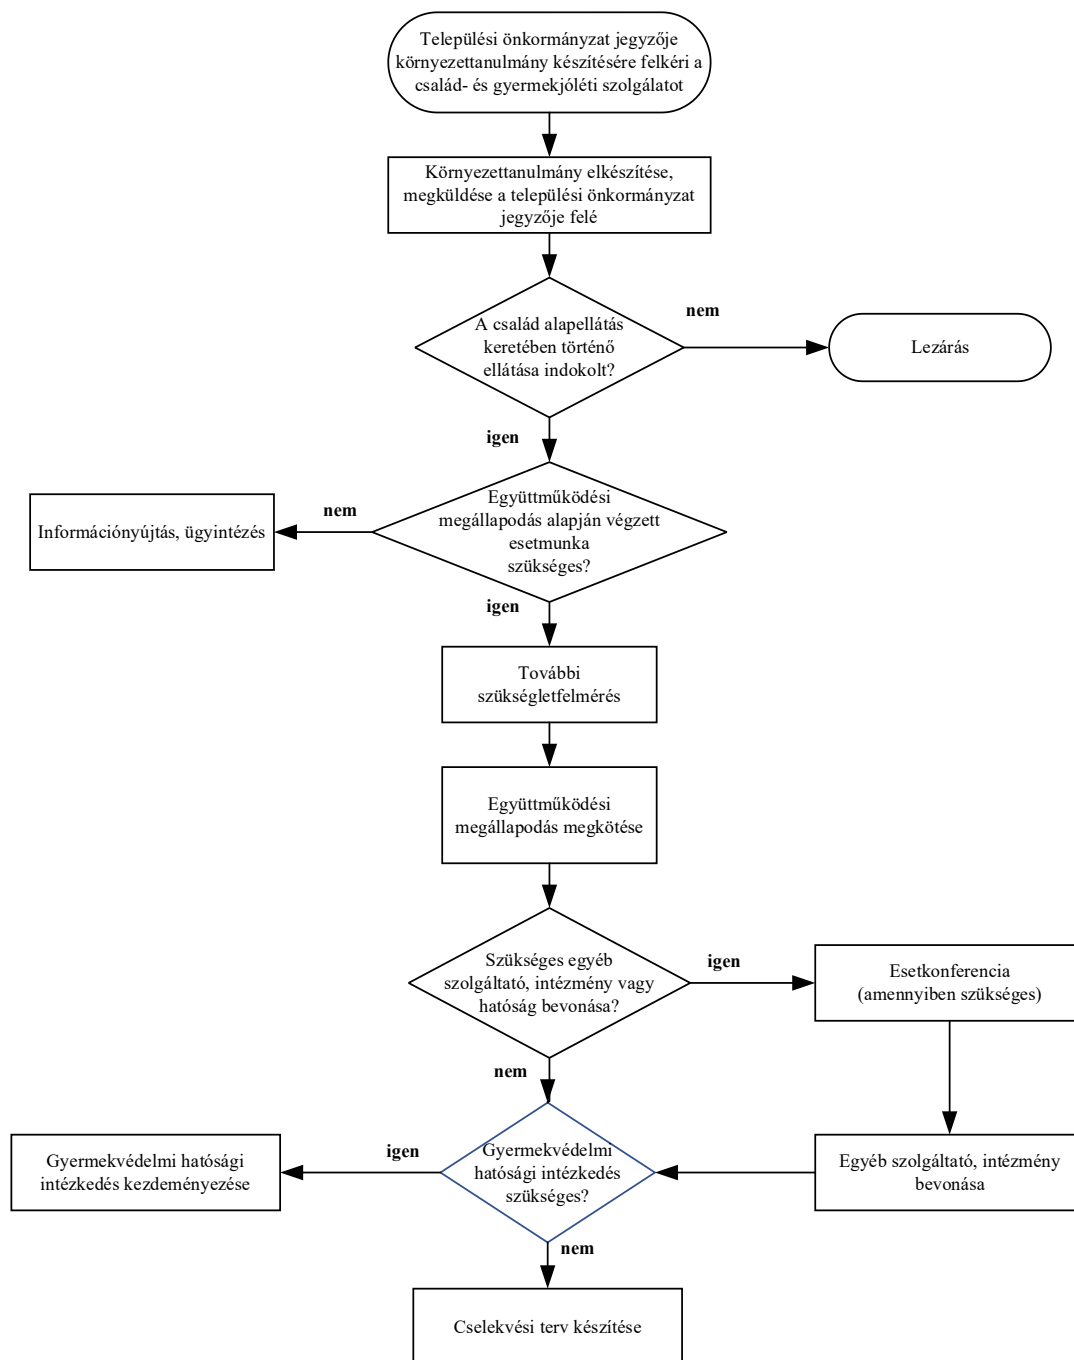 Települési önkormányzat jegyzője
környezettanulmány készítésére felkéri a
család- és gyermekjóléti szolgálatot
Környezettanulmány elkészítése,
megküldése a települési önkormányzat
jegyzője felé
A család alapellátás
keretében történő
ellátása indokolt?
nem
Lezárás
igen
Együttműködési
megállapodás alapján végzett
esetmunka
szükséges?
nem
Információnyújtás, ügyintézés
igen
További
szükségletfelmérés
Együttműködési
megállapodás megkötése
Szükséges egyéb
szolgáltató, intézmény vagy
hatóság bevonása?
igen
Esetkonferencia
(amennyiben szükséges)
nem
Egyéb szolgáltató, intézmény
bevonása
Gyermekvédelmi
hatósági intézkedés
szükséges?
igen
Gyermekvédelmi hatósági
intézkedés kezdeményezése
nem
Cselekvési terv készítése